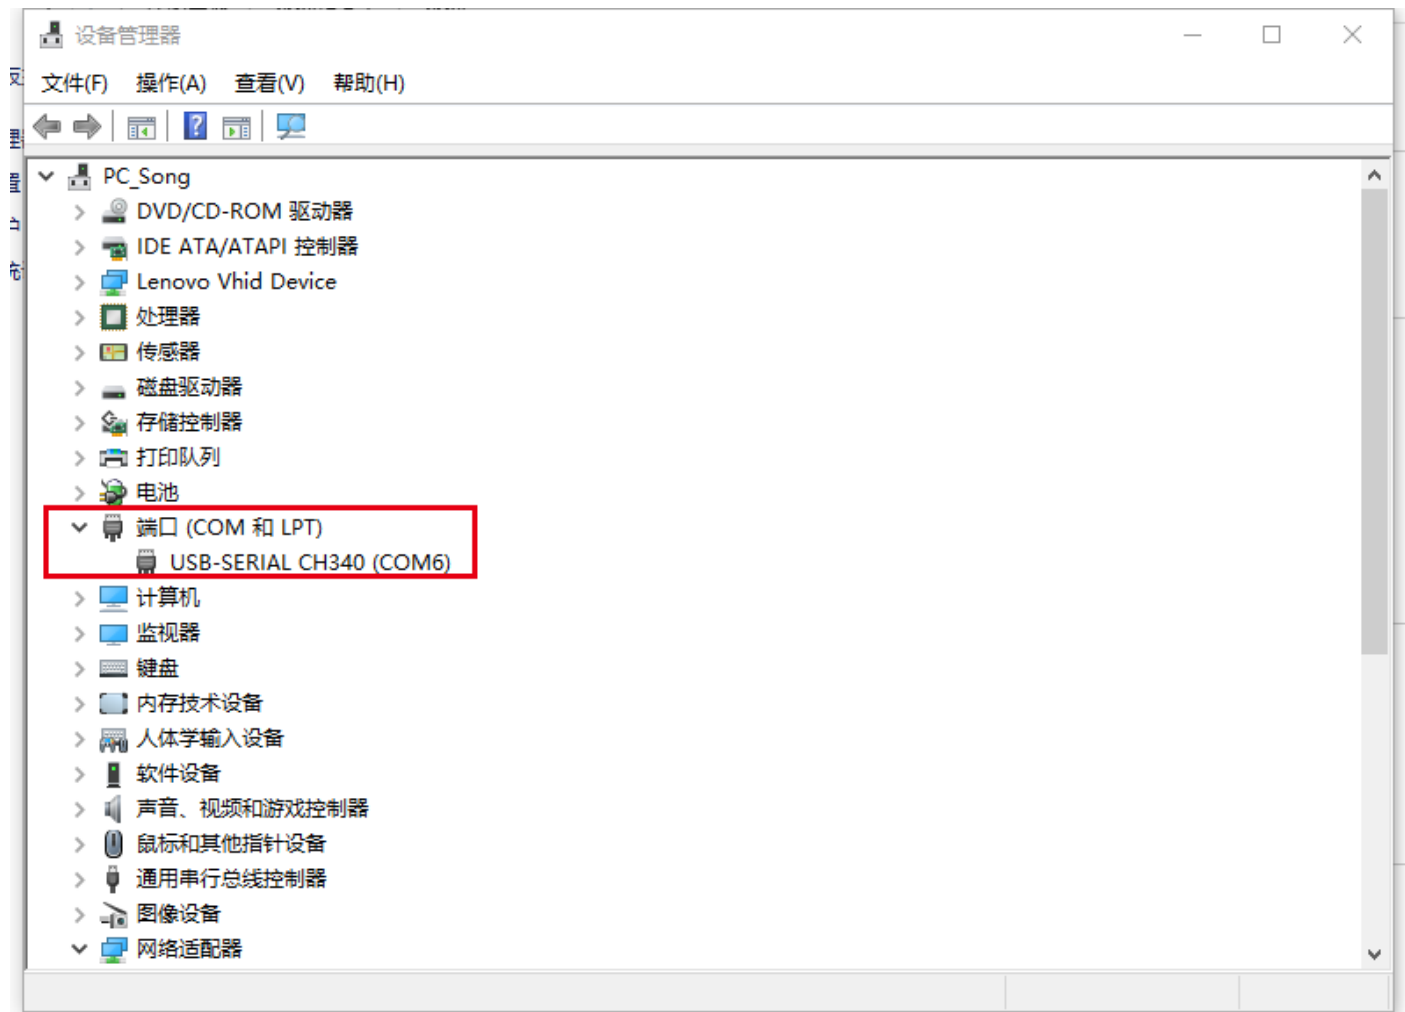 设备管理器
文件(F) 操作(A) 查看(V) 帮助(H)
PC_Song
DVD/CD-ROM 驱动器
IDE ATA/ATAPI 控制器
Lenovo Vhid Device
处理器
传感器
磁盘驱动器
存储控制器
打印队列
电池
端口 (COM 和 LPT)
USB-SERIAL CH340 (COM6)
计算机
监视器
键盘
内存技术设备
人体学输入设备
软件设备
声音、视频和游戏控制器
鼠标和其他指针设备
通用串行总线控制器
图像设备
网络适配器